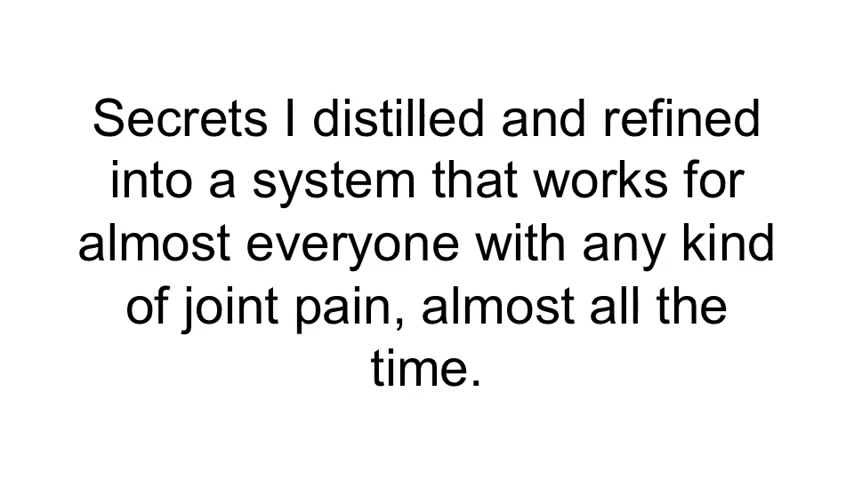 Secrets I distilled and refined
into a system that works for
almost everyone with any kind
of joint pain, almost all the
time.